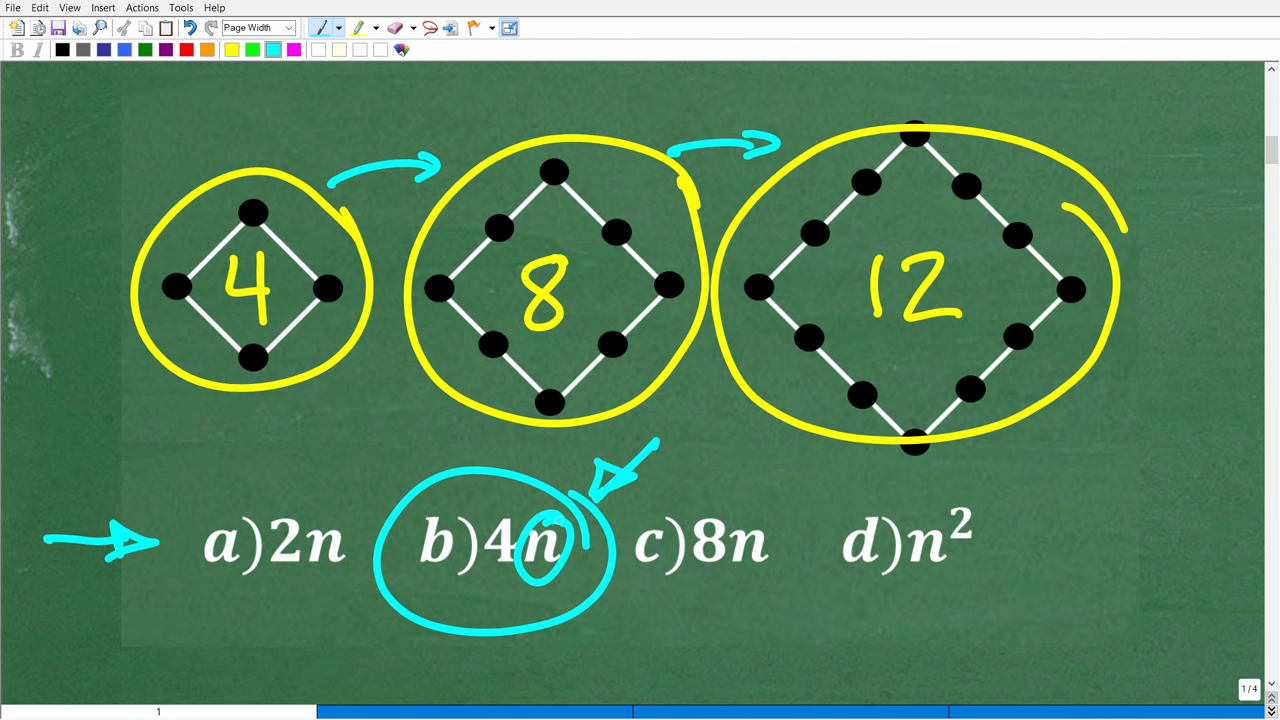 File Edit View Insert Actions Tools Help
Page Width
B I
4 8 12
a)2n b)4n c)8n d)n²
1/4
1